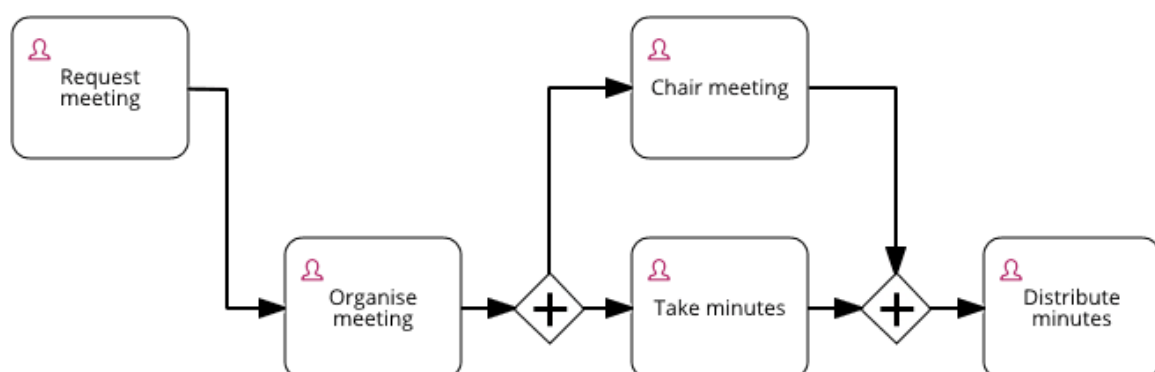 Request
meeting
Chair meeting
Organise
meeting
Take minutes
Distribute
minutes